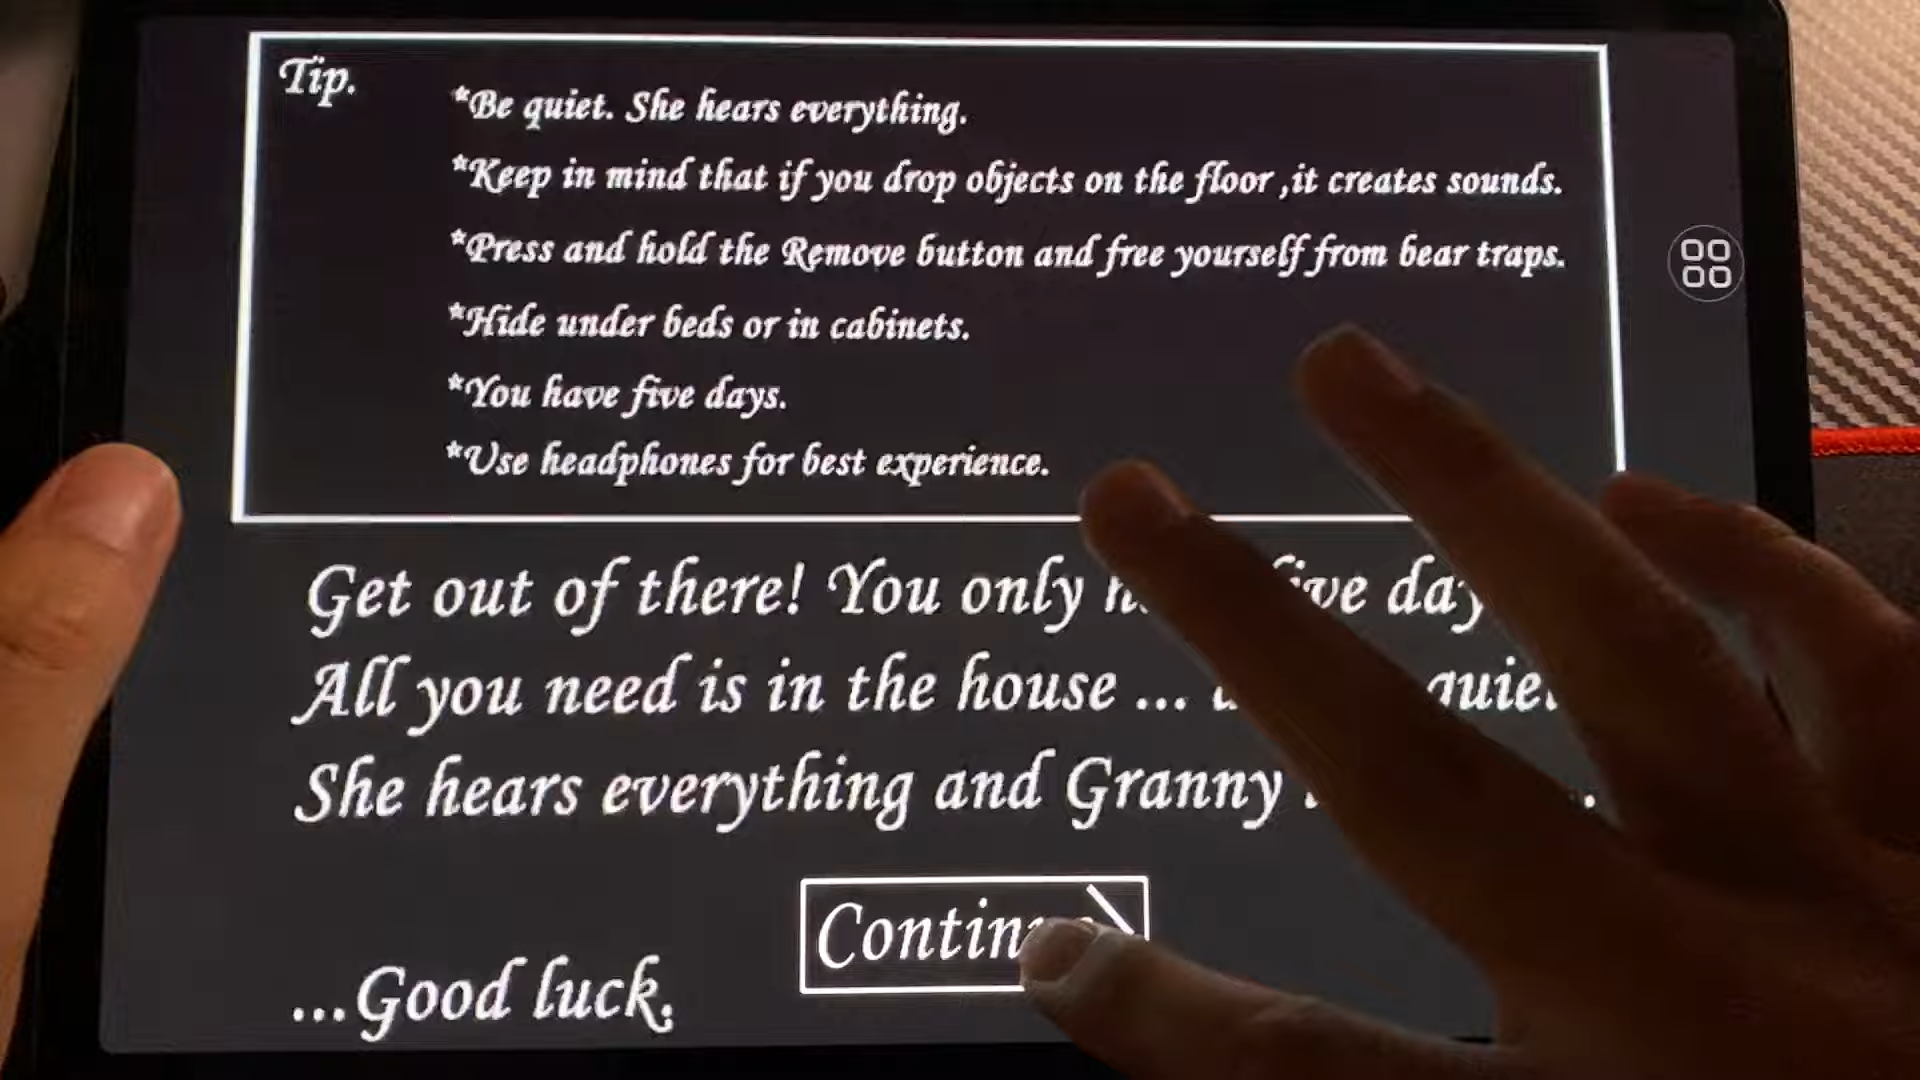 Tip.
*Be quiet. She hears everything.
*Keep in mind that if you drop objects on the floor ,it creates sounds.
*Press and hold the Remove button and free yourself from bear traps.
*Hide under beds or in cabinets.
*You have five days.
*Use headphones for best experience.
Get out of there! You only
All you need is in the house ...
She hears everything and Granny
...Good luck.